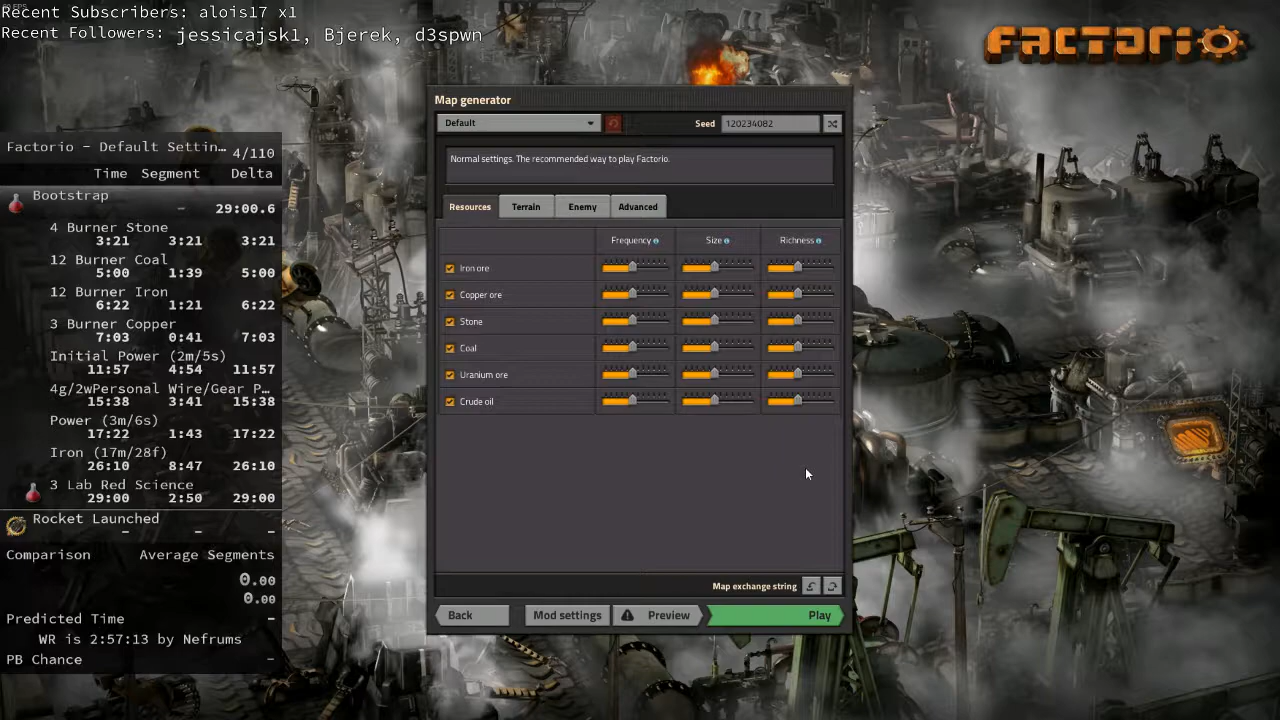 Recent Subscribers: alois17 x1
Recent Followers: jessicajsk1, Bjerek, d3spwn
FACTORIO
Map generator
Default
Seed 120234082
Normal settings. The recommended way to play Factorio.
Resources Terrain Enemy Advanced
Frequency Size Richness
Iron ore
Copper ore
Stone
Coal
Uranium ore
Crude oil
Map exchange string
Back Mod settings Preview Play
Factorio - Default Settin… 4/110
Time Segment Delta
Bootstrap
– 29:00.6
4 Burner Stone
3:21 3:21 3:21
12 Burner Coal
5:00 1:39 5:00
12 Burner Iron
6:22 1:21 6:22
3 Burner Copper
7:03 0:41 7:03
Initial Power (2m/5s)
11:57 4:54 11:57
4g/2wPersonal Wire/Gear P…
15:38 3:41 15:38
Power (3m/6s)
17:22 1:43 17:22
Iron (17m/28f)
26:10 8:47 26:10
3 Lab Red Science
29:00 2:50 29:00
Rocket Launched
– – –
Comparison Average Segments
0.00
0.00
Predicted Time –
WR is 2:57:13 by Nefrums
PB Chance –